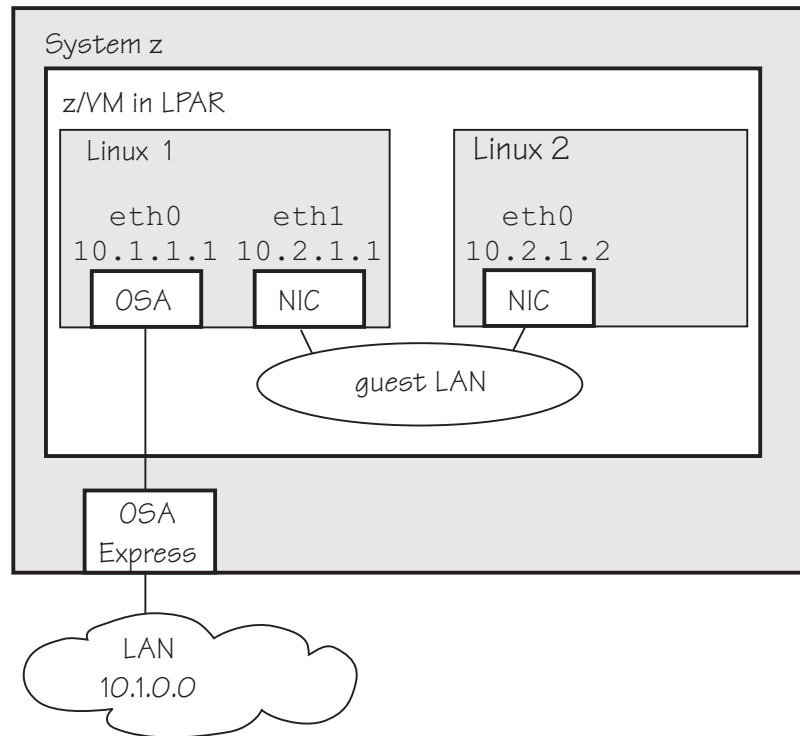 System z
z/VM in LPAR
Linux 1
Linux 2
eth0
eth1
eth0
10.1.1.1
10.2.1.1
10.2.1.2
OSA
NIC
NIC
guest LAN
OSA
Express
LAN
10.1.0.0